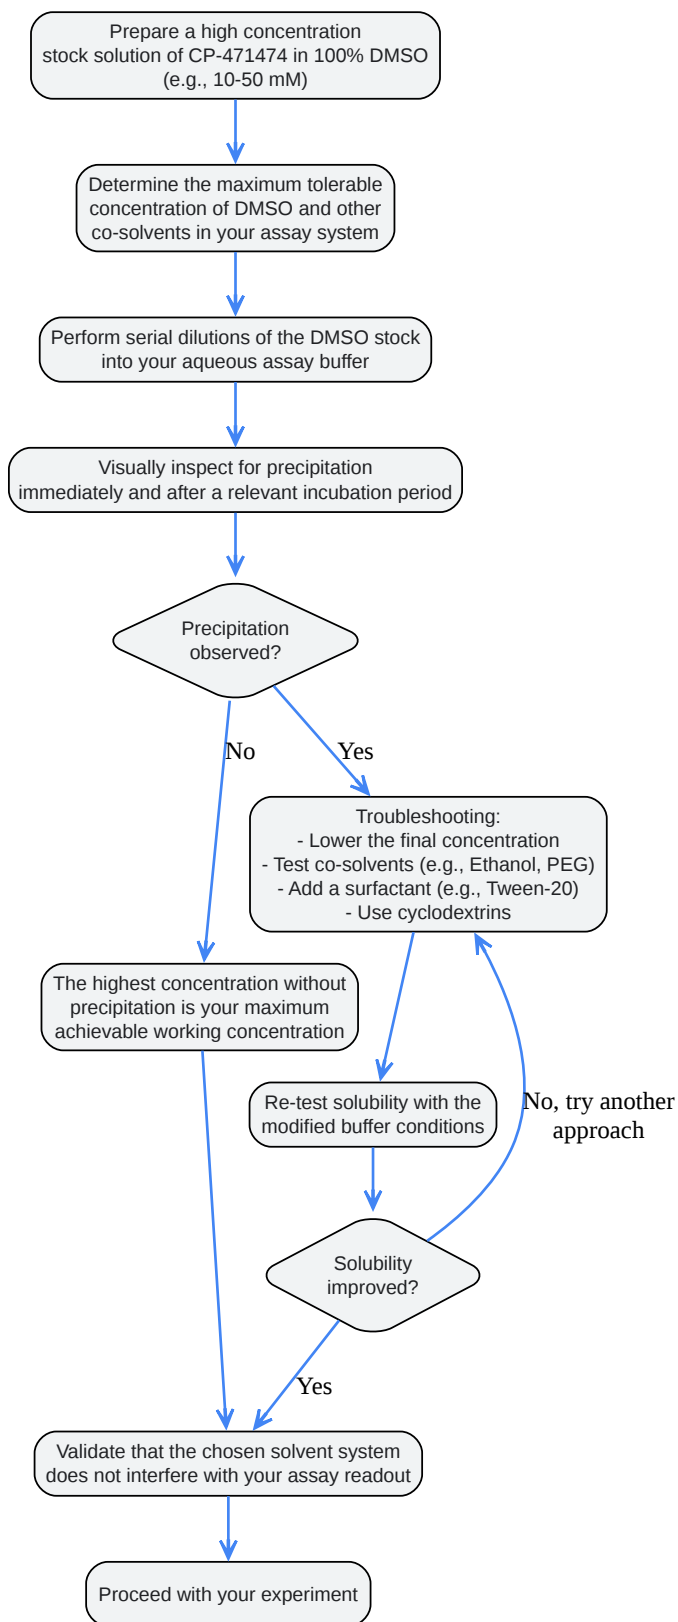 Prepare a high concentration
stock solution of CP-471474 in 100% DMSO
(e.g., 10-50 mM)
Determine the maximum tolerable
concentration of DMSO and other
co-solvents in your assay system
Perform serial dilutions of the DMSO stock
into your aqueous assay buffer
Visually inspect for precipitation
immediately and after a relevant incubation period
Precipitation
observed?
No
Yes
Troubleshooting:
- Lower the final concentration
- Test co-solvents (e.g., Ethanol, PEG)
- Add a surfactant (e.g., Tween-20)
- Use cyclodextrins
The highest concentration without
precipitation is your maximum
achievable working concentration
Re-test solubility with the
modified buffer conditions
No, try another
approach
Solubility
improved?
Yes
Validate that the chosen solvent system
does not interfere with your assay readout
Proceed with your experiment